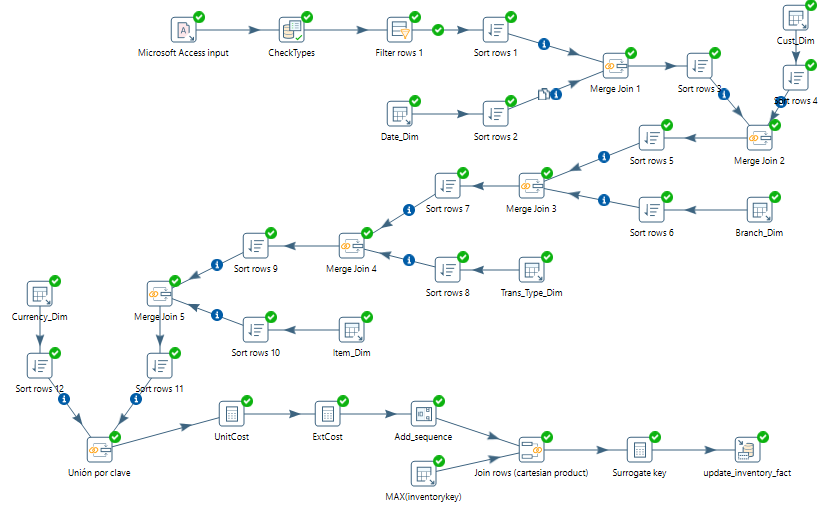 Cust_Dim
Microsoft Access input
CheckTypes
Filter rows 1
Sort rows 1
Merge Join 1
Sort rows 3
Sort rows 4
Date_Dim
Sort rows 2
Merge Join 2
Sort rows 5
Sort rows 7
Merge Join 3
Sort rows 6
Branch_Dim
Sort rows 9
Merge Join 4
Sort rows 8
Trans_Type_Dim
Currency_Dim
Merge Join 5
Sort rows 10
Item_Dim
Sort rows 12
Sort rows 11
UnitCost
ExtCost
Add_sequence
Unión por clave
Join rows (cartesian product)
Surrogate key
update_inventory_fact
MAX(inventorykey)